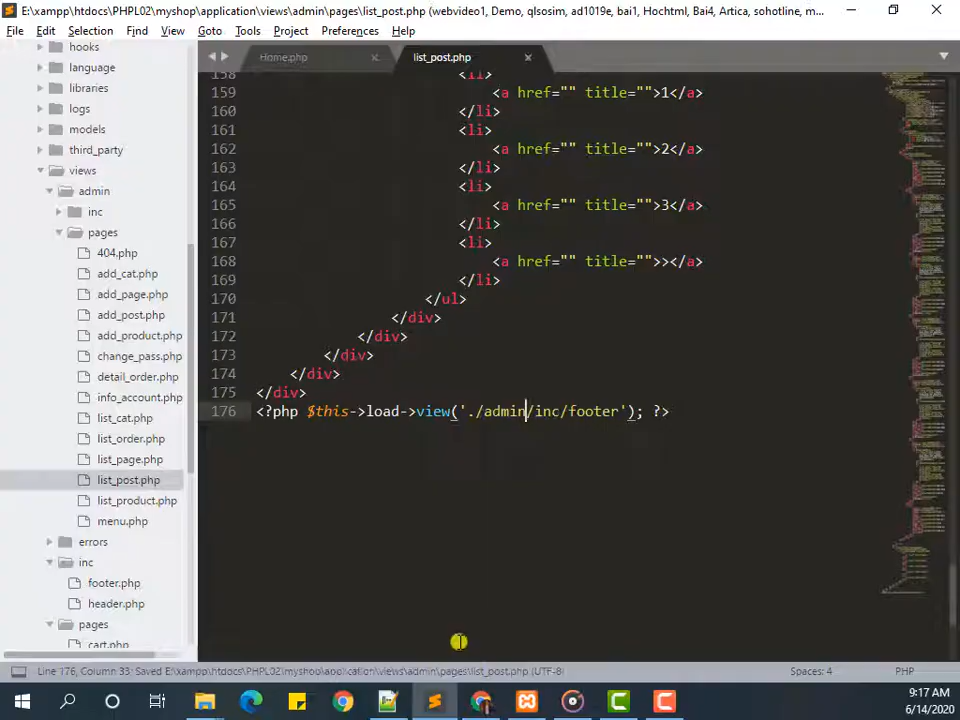 E:\xampp\htdocs\PHPL02\myshop\application\views\admin\pages\list_post.php (webvideo1, Demo, qlsosim, ad1019e, bai1, Hochtml, Bai4, Artica, sohotline, m...
File Edit Selection Find View Goto Tools Project Preferences Help
hooks
language
libraries
logs
models
third_party
views
admin
inc
pages
404.php
add_cat.php
add_page.php
add_post.php
add_product.php
change_pass.php
detail_order.php
info_account.php
list_cat.php
list_order.php
list_page.php
list_post.php
list_product.php
menu.php
errors
inc
footer.php
header.php
pages
cart.php
Home.php list_post.php
158 <li>
159 <a href="" title="">1</a>
160 </li>
161 <li>
162 <a href="" title="">2</a>
163 </li>
164 <li>
165 <a href="" title="">3</a>
166 </li>
167 <li>
168 <a href="" title="">></a>
169 </li>
170 </ul>
171 </div>
172 </div>
173 </div>
174 </div>
175 </div>
176 <?php $this->load->view('./admin/inc/footer'); ?>
Line 176, Column 33; Saved E:\xampp\htdocs\PHPL02\myshop\application\views\admin\pages\list_post.php (UTF-8)
Spaces: 4 PHP
9:17 AM
6/14/2020